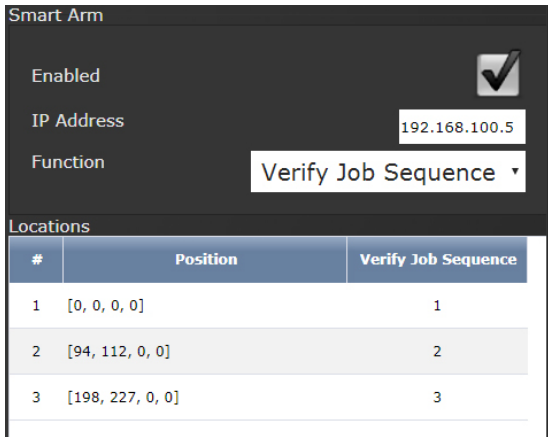 Smart Arm
Enabled
IP Address 192.168.100.5
Function Verify Job Sequence
Locations
# Position Verify Job Sequence
1 [0, 0, 0, 0] 1
2 [94, 112, 0, 0] 2
3 [198, 227, 0, 0] 3